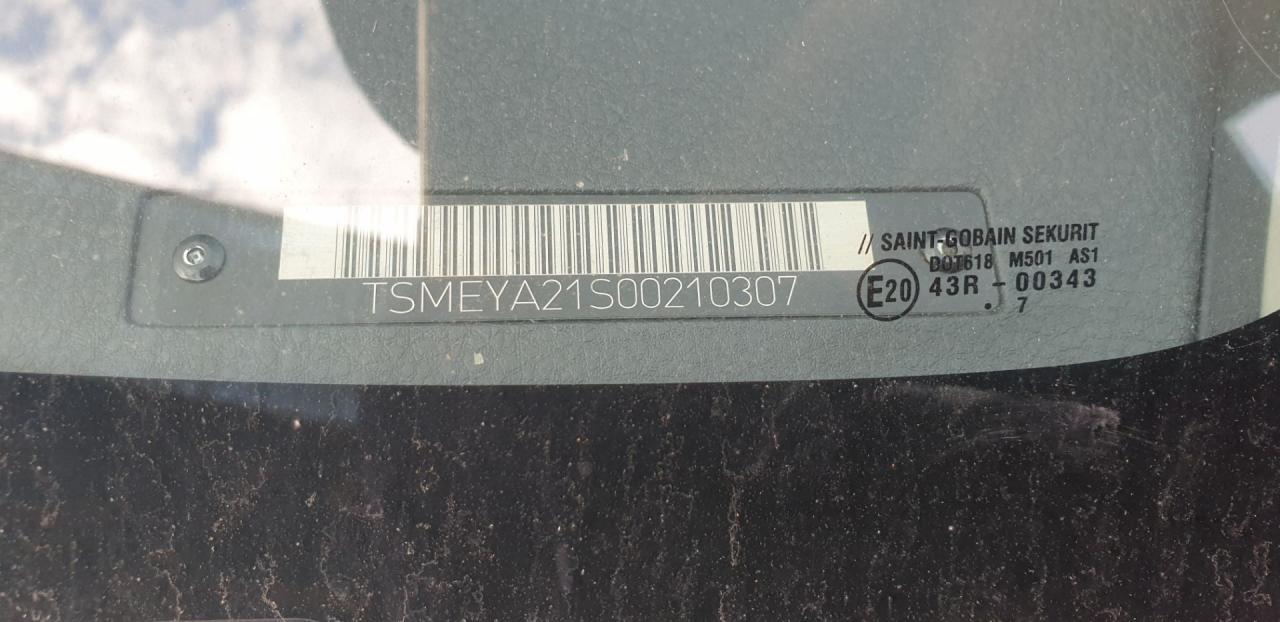 TSMEYA21S00210307
// SAINT-GOBAIN SEKURIT
DOT618 M501 AS1
E20 43R - 00343
. 7